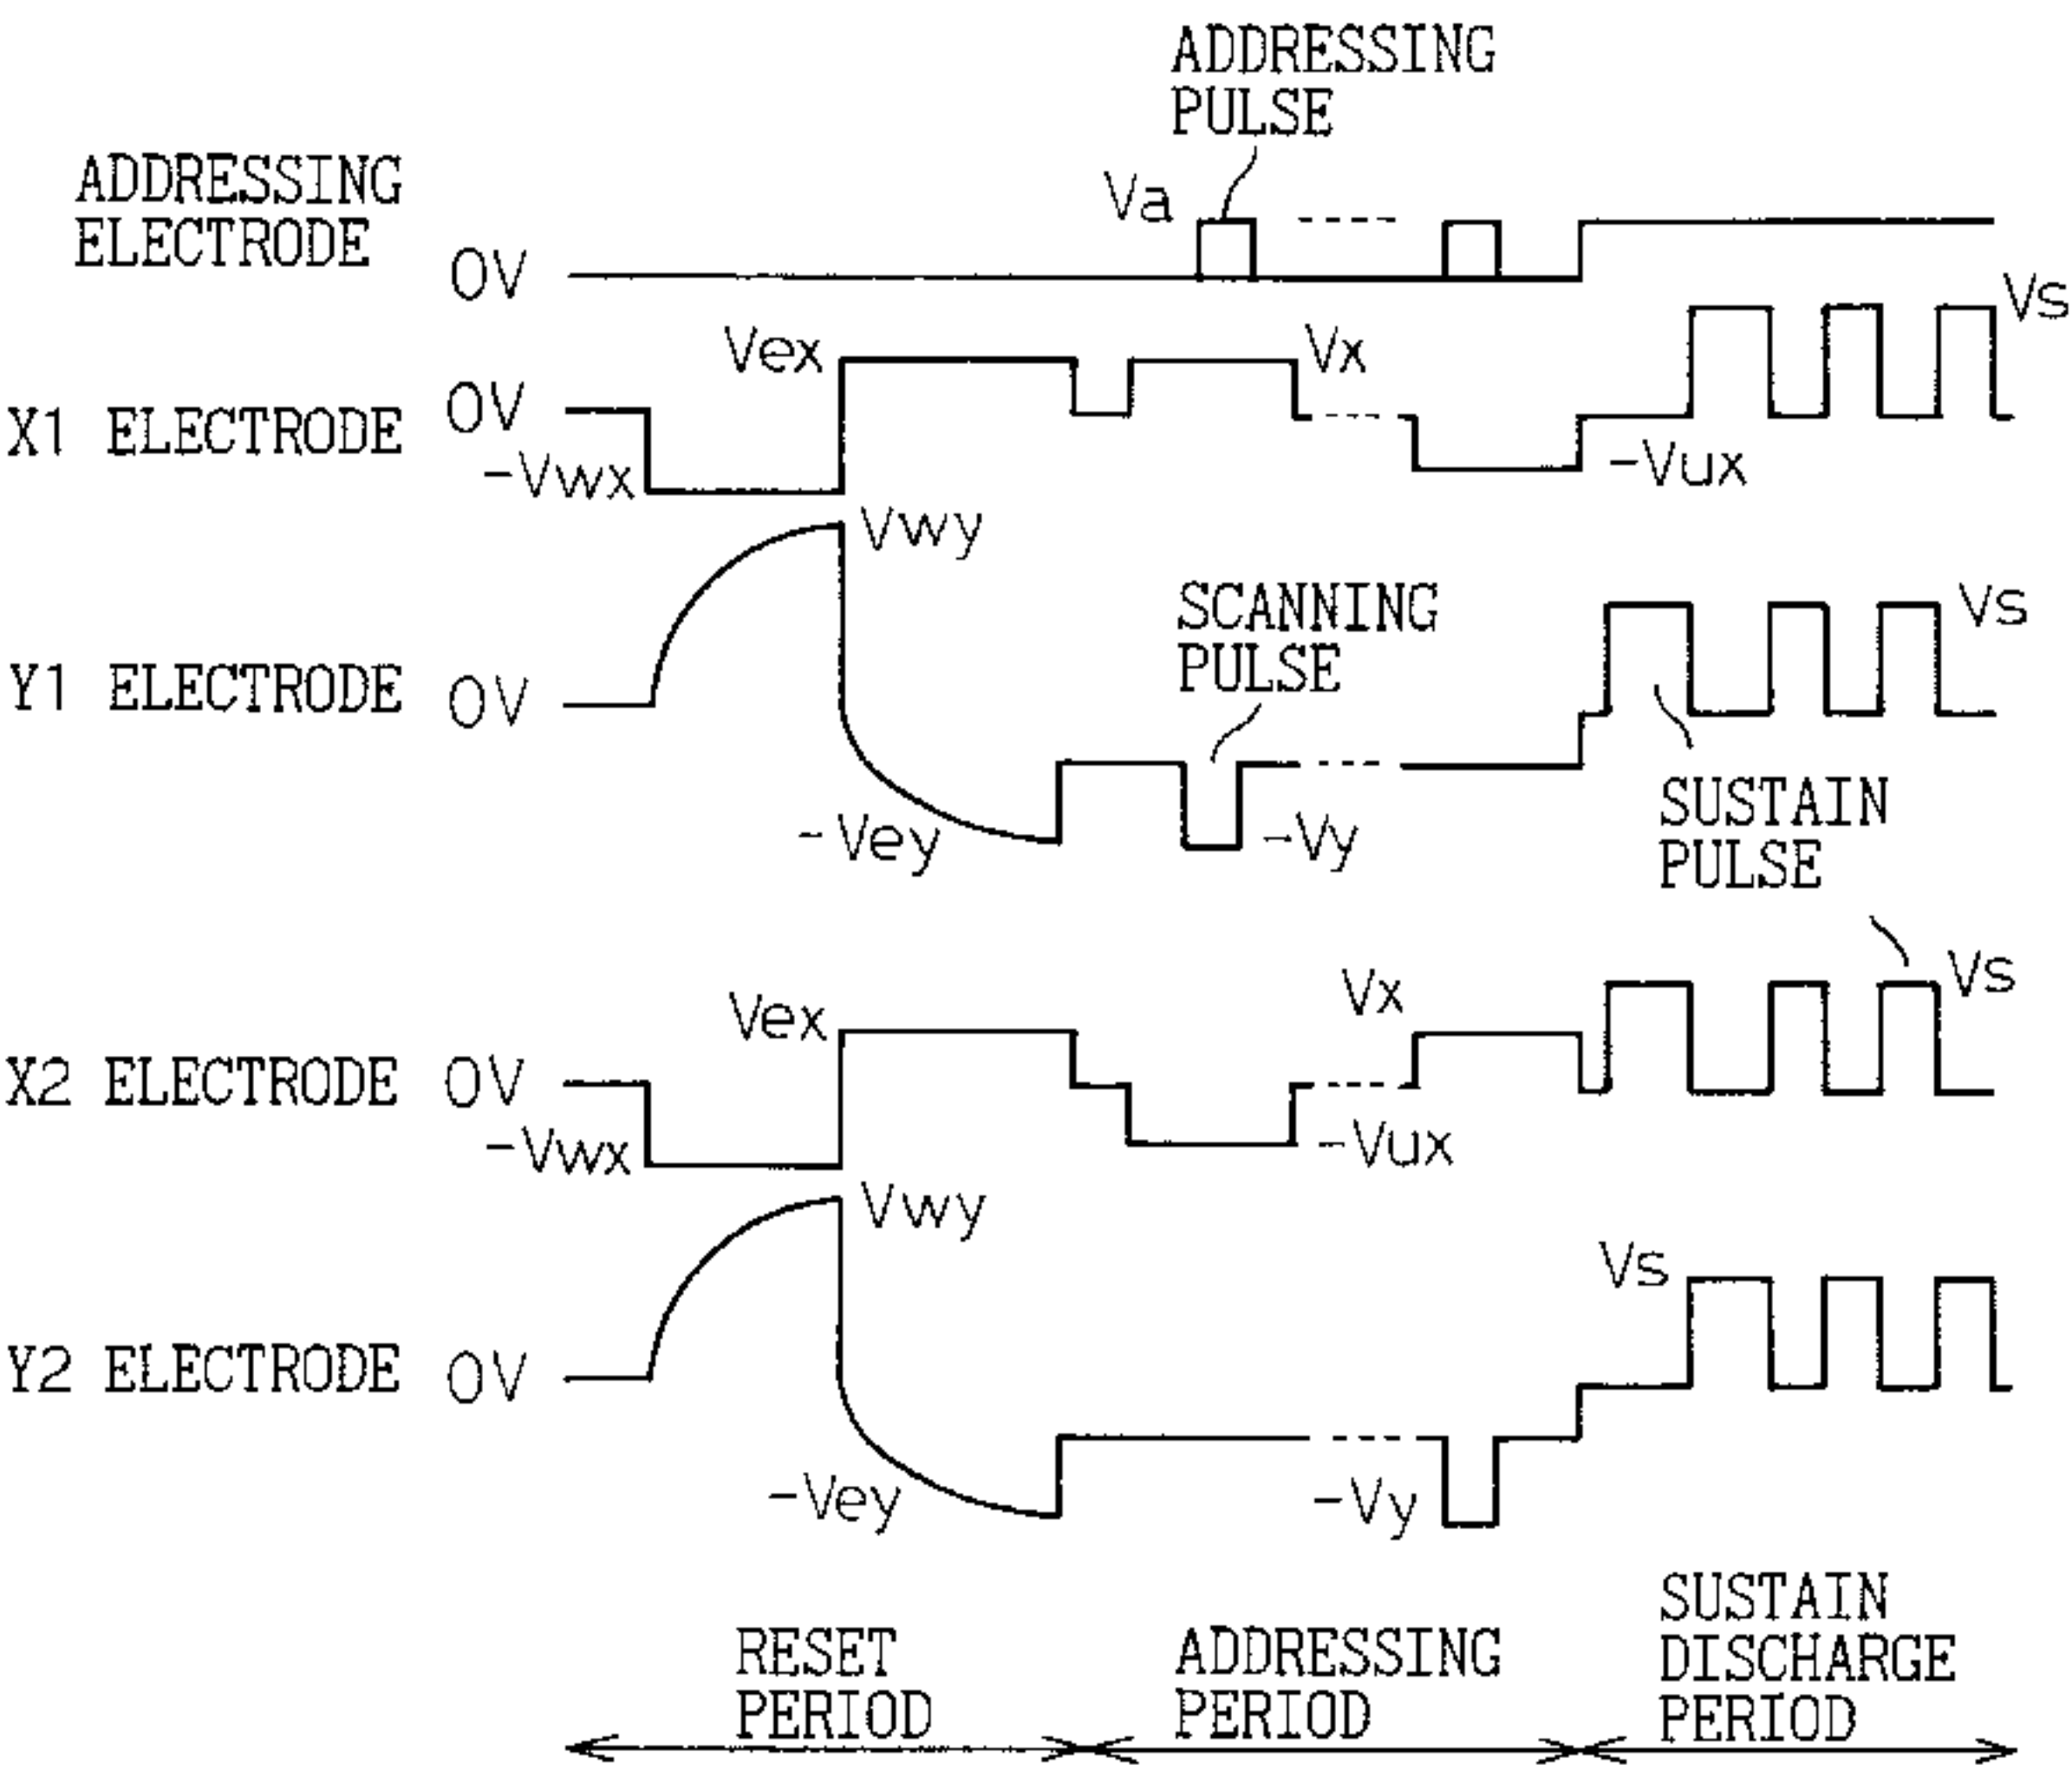 ADDRESSING
PULSE
ADDRESSING
ELECTRODE
Va
0V
Vs
Vex
Vx
X1 ELECTRODE
0V
-Vwx
-Vux
Vwy
SCANNING
PULSE
Vs
Y1 ELECTRODE
0V
-Vey
-Vy
SUSTAIN
PULSE
Vex
Vx
Vs
X2 ELECTRODE
0V
-Vwx
-Vux
Vwy
Vs
Y2 ELECTRODE
0V
-Vey
-Vy
RESET
PERIOD
ADDRESSING
PERIOD
SUSTAIN
DISCHARGE
PERIOD